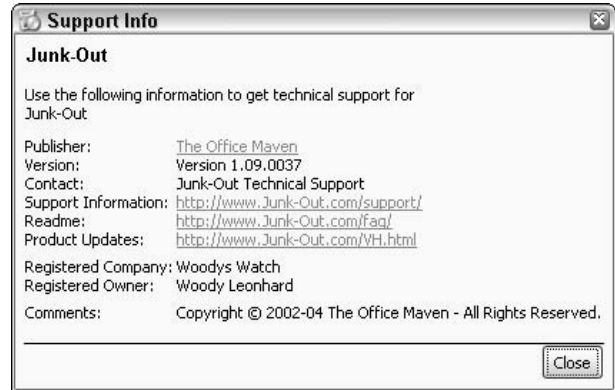 Support Info
Junk-Out
Use the following information to get technical support for
Junk-Out
Publisher: The Office Maven
Version: Version 1.09.0037
Contact: Junk-Out Technical Support
Support Information: http://www.Junk-Out.com/support/
Readme: http://www.Junk-Out.com/faq/
Product Updates: http://www.Junk-Out.com/VH.html
Registered Company: Woodys Watch
Registered Owner: Woody Leonhard
Comments: Copyright © 2002-04 The Office Maven - All Rights Reserved.
Close